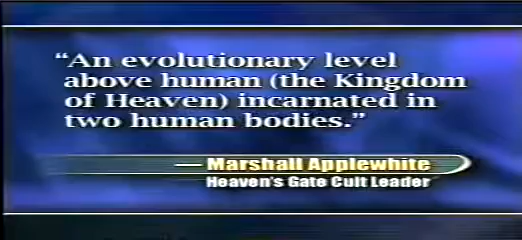 “An evolutionary level
above human (the Kingdom
of Heaven) incarnated in
two human bodies.”
— Marshall Applewhite
Heaven's Gate Cult Leader